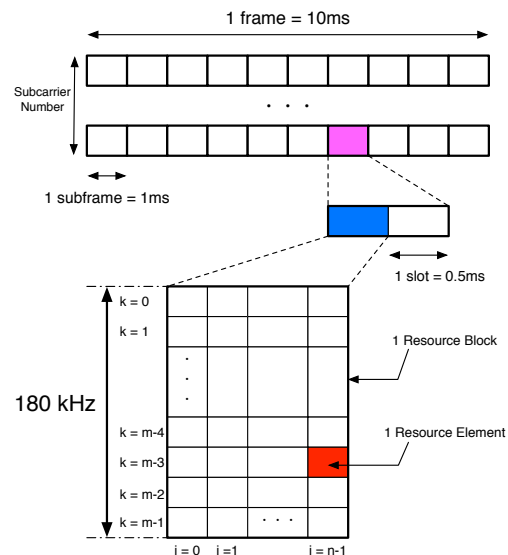 1 frame = 10ms
Subcarrier
Number
. . .
1 subframe = 1ms
1 slot = 0.5ms
k = 0
k = 1
1 Resource Block
180 kHz
k = m-4
1 Resource Element
k = m-3
k = m-2
k = m-1
. . .
i = 0
i =1
i = n-1